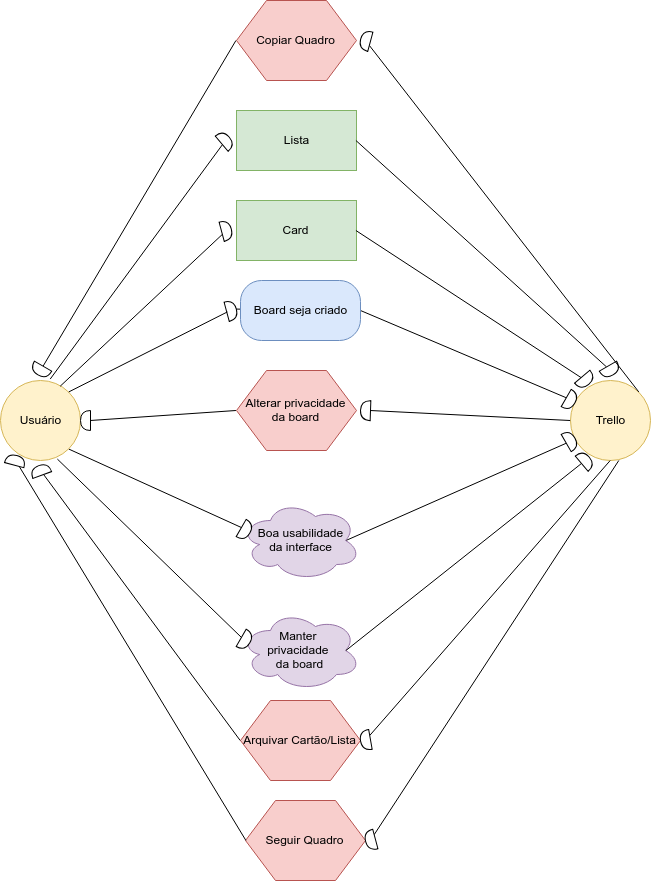 Copiar Quadro
Lista
Card
Board seja criado
Alterar privacidade
da board
Usuário
Trello
Boa usabilidade
da interface
Manter
privacidade
da board
Arquivar Cartão/Lista
Seguir Quadro